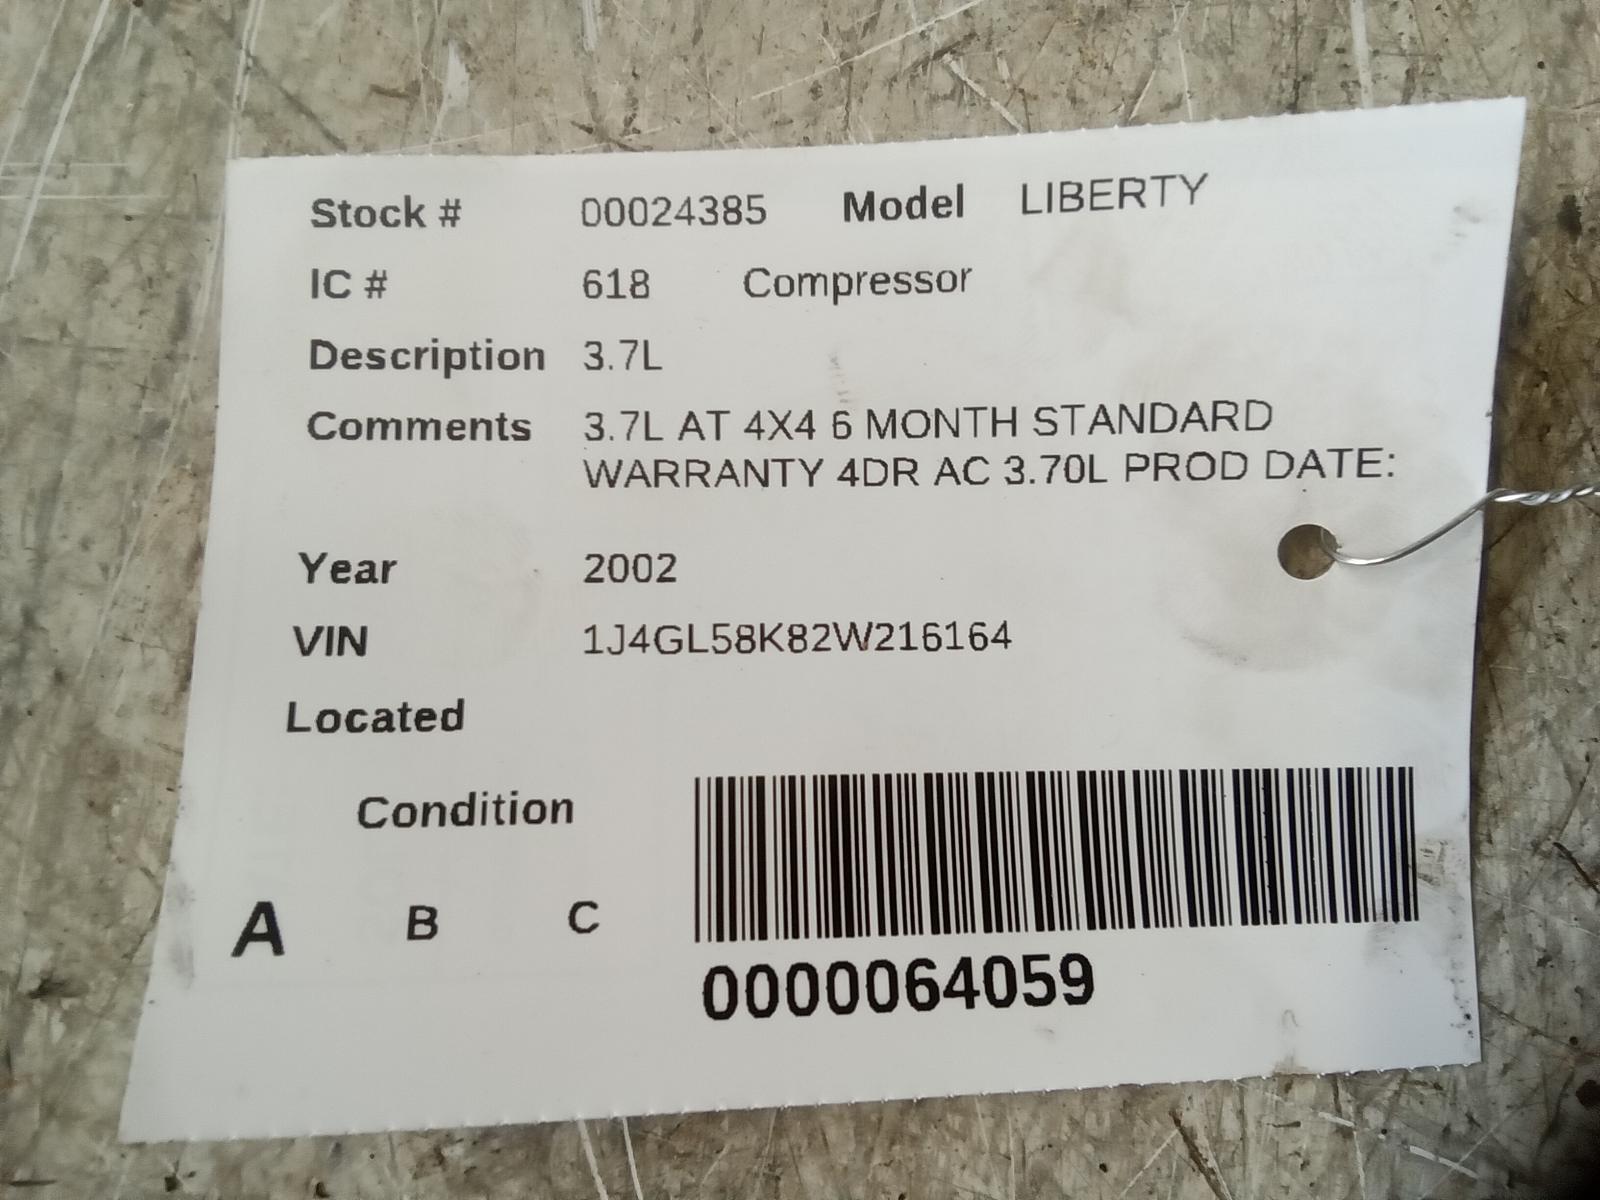 Stock # 00024385 Model LIBERTY
IC # 618 Compressor
Description 3.7L
Comments 3.7L AT 4X4 6 MONTH STANDARD
WARRANTY 4DR AC 3.70L PROD DATE:
Year 2002
VIN 1J4GL58K82W216164
Located
Condition
A B C
0000064059